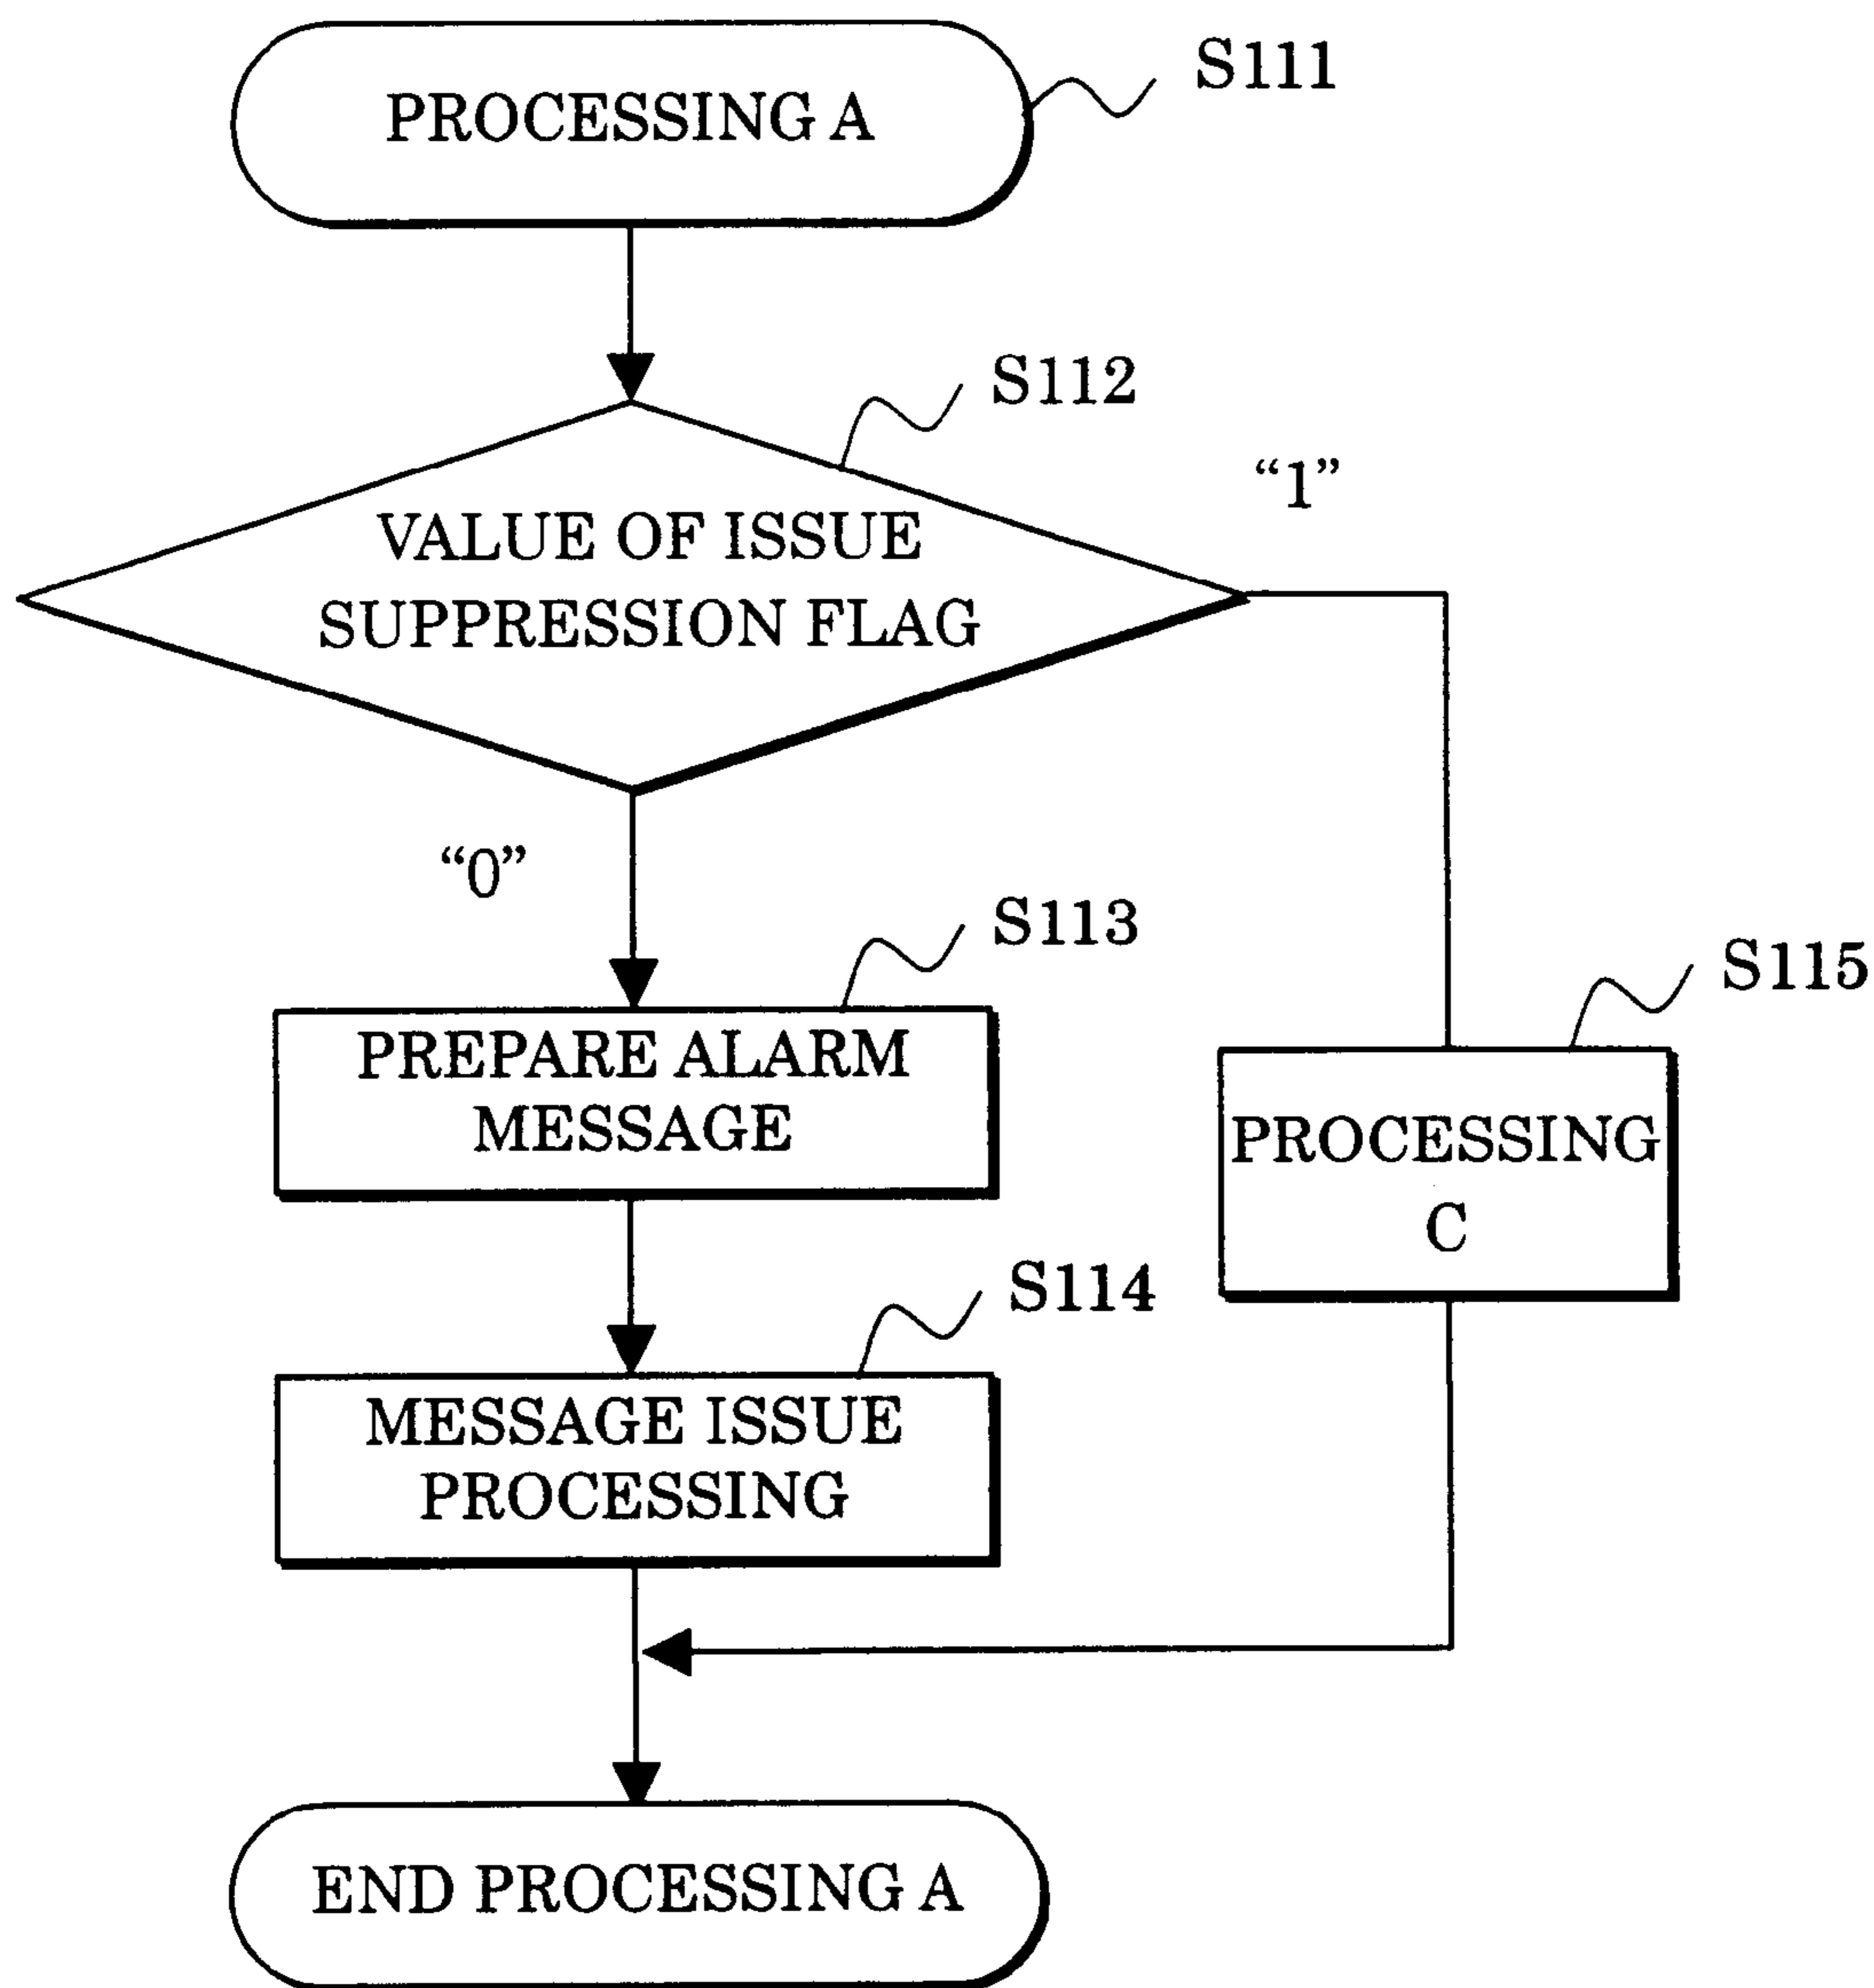 PROCESSING A
S111
S112
"1"
VALUE OF ISSUE
SUPPRESSION FLAG
"0"
S113
S115
PREPARE ALARM
MESSAGE
PROCESSING
C
S114
MESSAGE ISSUE
PROCESSING
END PROCESSING A